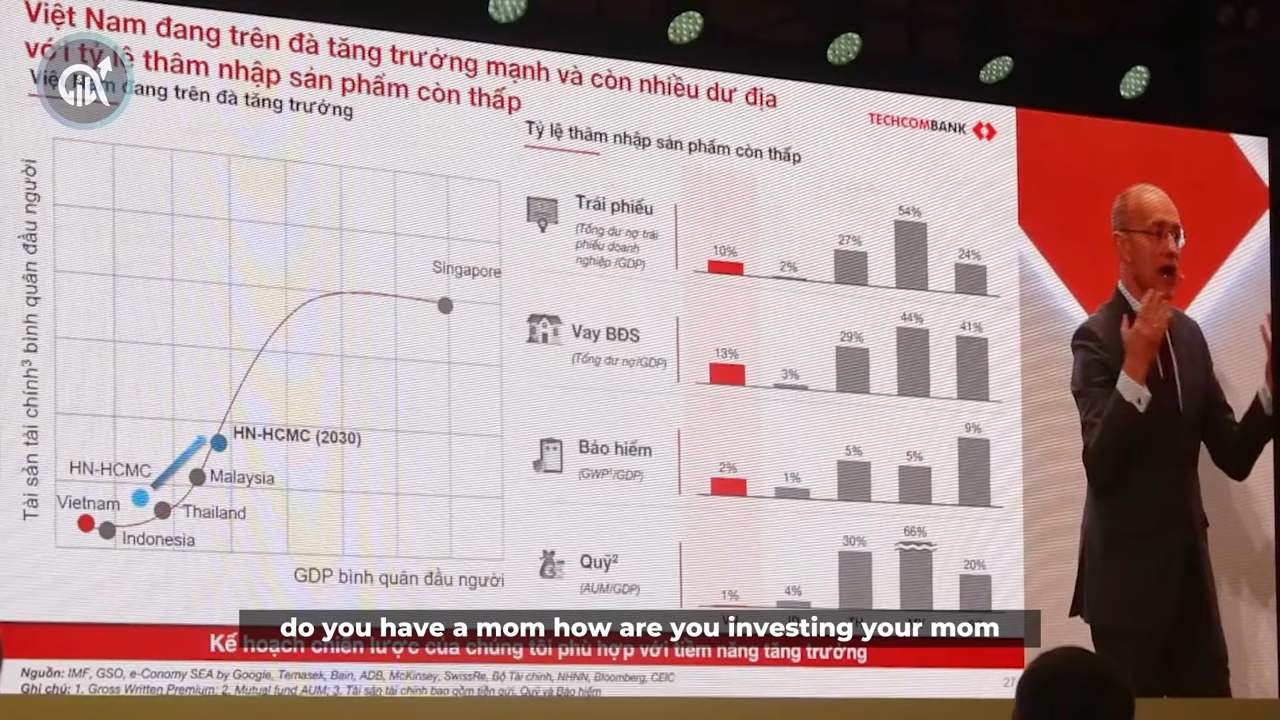 Việt Nam đang trên đà tăng trưởng mạnh và còn nhiều dư địa
với tỷ lệ thâm nhập sản phẩm còn thấp
Việt Nam đang trên đà tăng trưởng
TECHCOMBANK
Tỷ lệ thâm nhập sản phẩm còn thấp
Tài sản tài chính³ bình quân đầu người
Singapore
HN-HCMC (2030)
HN-HCMC
Malaysia
Vietnam
Thailand
Indonesia
GDP bình quân đầu người
Trái phiếu
(Tổng dư nợ trái
phiếu doanh
nghiệp /GDP)
10% 2% 27% 54% 24%
Vay BĐS
(Tổng dư nợ/GDP)
13% 3% 29% 44% 41%
Bảo hiểm
(GWP¹/GDP)
2% 1% 5% 5% 9%
Quỹ²
(AUM/GDP)
1% 4% 30% 66% 20%
do you have a mom how are you investing your mom
Kế hoạch chiến lược của chúng tôi phù hợp với tiềm năng tăng trưởng
Nguồn: IMF, GSO, e-Conomy SEA by Google, Temasek, Bain, ADB, McKinsey, SwissRe, Bộ Tài chính, NHNN, Bloomberg, CEIC
Ghi chú: 1. Gross Written Premium; 2. Mutual fund AUM; 3. Tài sản tài chính bao gồm tiền gửi, Quỹ và Bảo hiểm
27